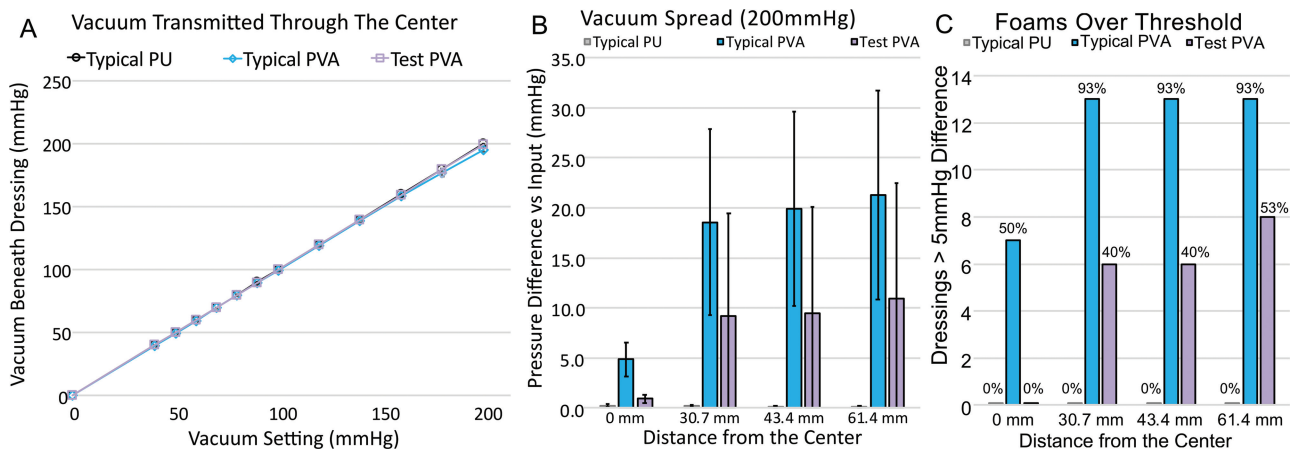 A
Vacuum Transmitted Through The Center
Typical PU Typical PVA Test PVA
Vacuum Beneath Dressing (mmHg)
250
200
150
100
50
0
0 50 100 150 200
Vacuum Setting (mmHg)
B
Vacuum Spread (200mmHg)
Typical PU Typical PVA Test PVA
Pressure Difference vs Input (mmHg)
35.0
30.0
25.0
20.0
15.0
10.0
5.0
0.0
0 mm 30.7 mm 43.4 mm 61.4 mm
Distance from the Center
C
Foams Over Threshold
Typical PU Typical PVA Test PVA
Dressings > 5mmHg Difference
14
12
10
8
6
4
2
0
0% 50% 0%
0% 93% 40%
0% 93% 40%
0% 93% 53%
0 mm 30.7 mm 43.4 mm 61.4 mm
Distance from the Center